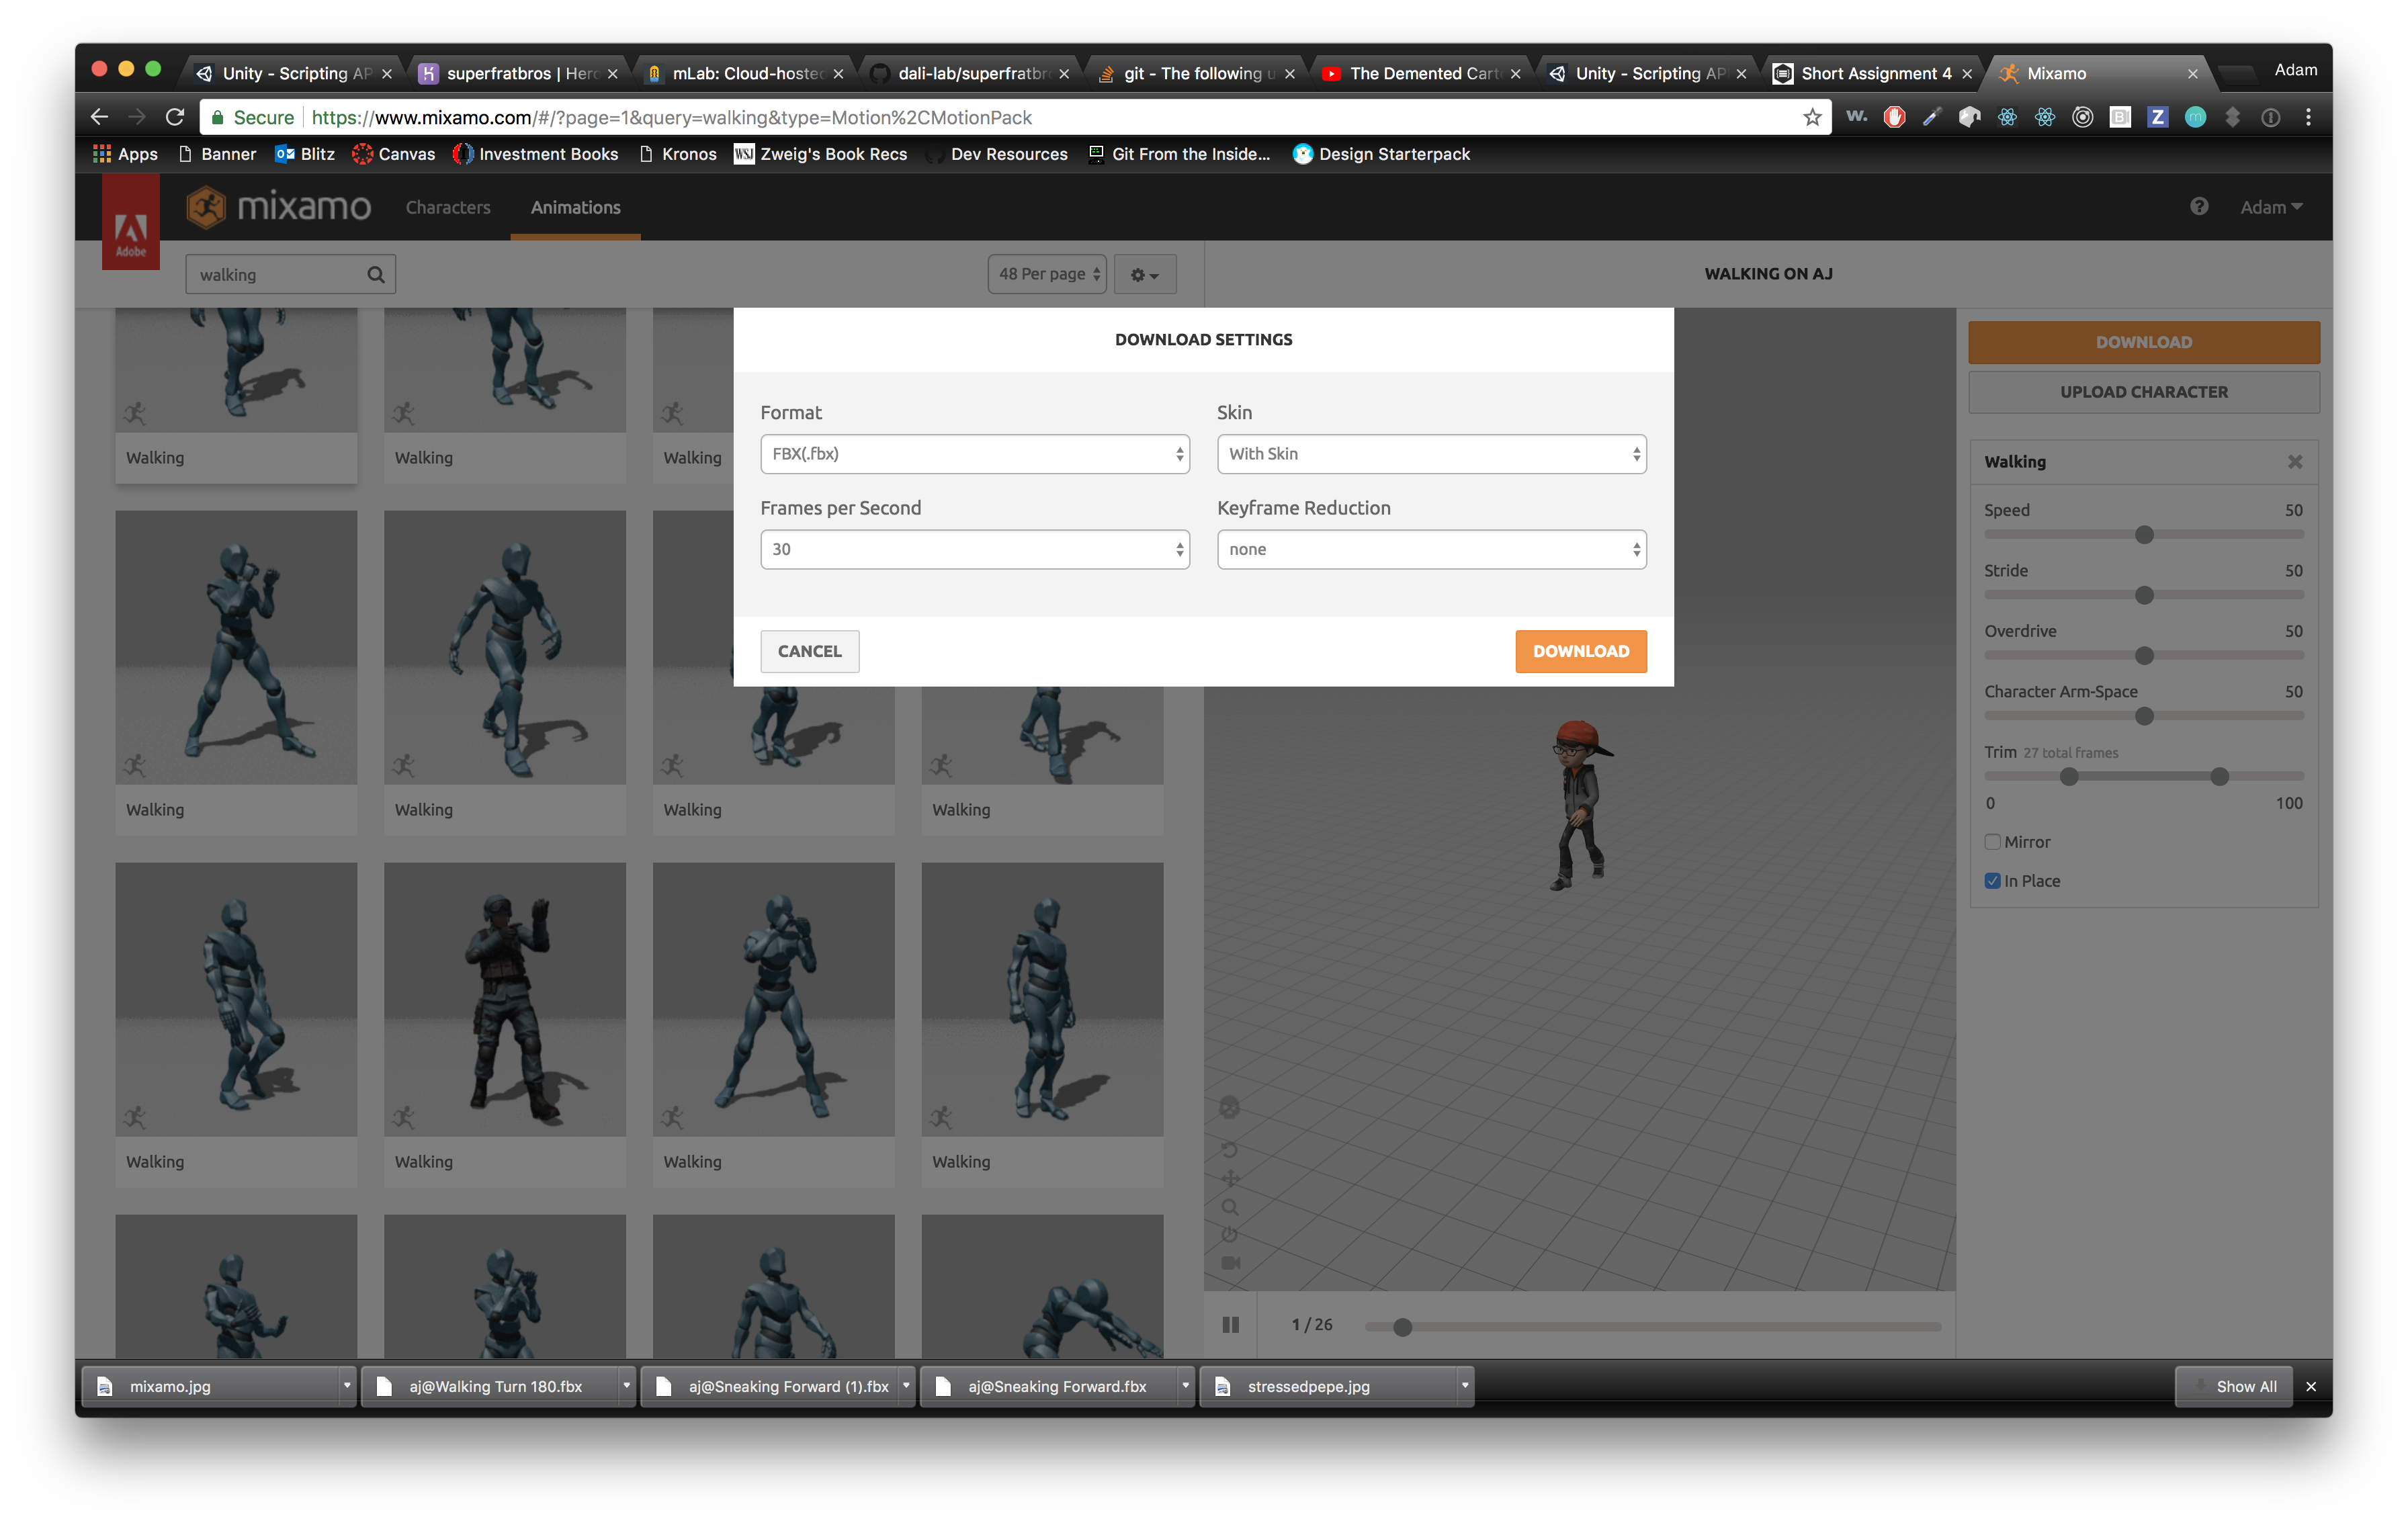 Unity - Scripting AP
superfratbros | Hero
mLab: Cloud-hosted
dali-lab/superfratbro
git - The following u
The Demented Carto
Unity - Scripting API
Short Assignment 4
Mixamo
Adam
Secure https://www.mixamo.com/#/?page=1&query=walking&type=Motion%2CMotionPack
Apps
Banner
Blitz
Canvas
Investment Books
Kronos
Zweig's Book Recs
Dev Resources
Git From the Inside...
Design Starterpack
Adobe
mixamo
Characters
Animations
Adam
walking
48 Per page
WALKING ON AJ
DOWNLOAD SETTINGS
Format
FBX(.fbx)
Skin
With Skin
Frames per Second
30
Keyframe Reduction
none
CANCEL
DOWNLOAD
DOWNLOAD
UPLOAD CHARACTER
Walking
Speed 50
Stride 50
Overdrive 50
Character Arm-Space 50
Trim 27 total frames
0 100
Mirror
In Place
Walking
Walking
Walking
Walking
Walking
Walking
Walking
Walking
Walking
Walking
Walking
1 / 26
mixamo.jpg
aj@Walking Turn 180.fbx
aj@Sneaking Forward (1).fbx
aj@Sneaking Forward.fbx
stressedpepe.jpg
Show All